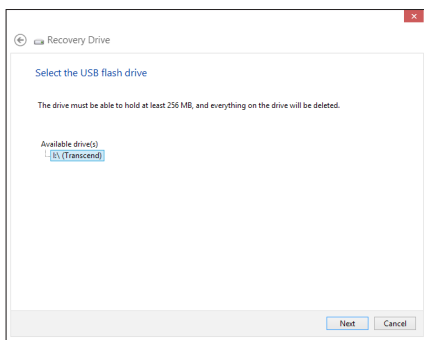 Recovery Drive
Select the USB flash drive
The drive must be able to hold at least 256 MB, and everything on the drive will be deleted.
Available drive(s)
I:\ (Transcend)
Next Cancel